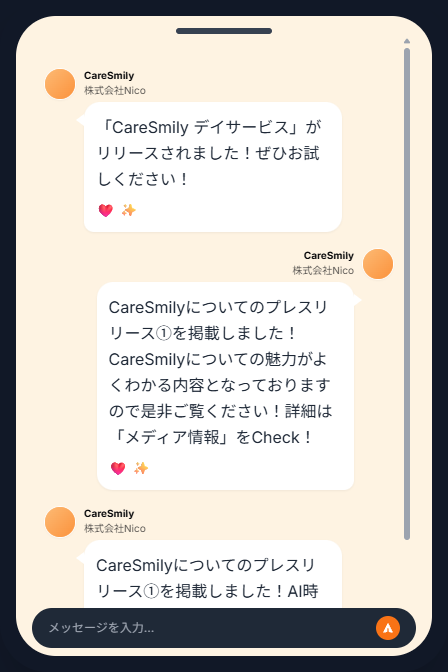 CareSmily
株式会社Nico
「CareSmily デイサービス」が
リリースされました！ぜひお試
しください！
❤️ ✨
CareSmily
株式会社Nico
CareSmilyについてのプレスリ
リース①を掲載しました！
CareSmilyについての魅力がよ
くわかる内容となっております
ので是非ご覧ください！詳細は
「メディア情報」をCheck！
❤️ ✨
CareSmily
株式会社Nico
CareSmilyについてのプレスリ
リース①を掲載しました！AI時
メッセージを入力...